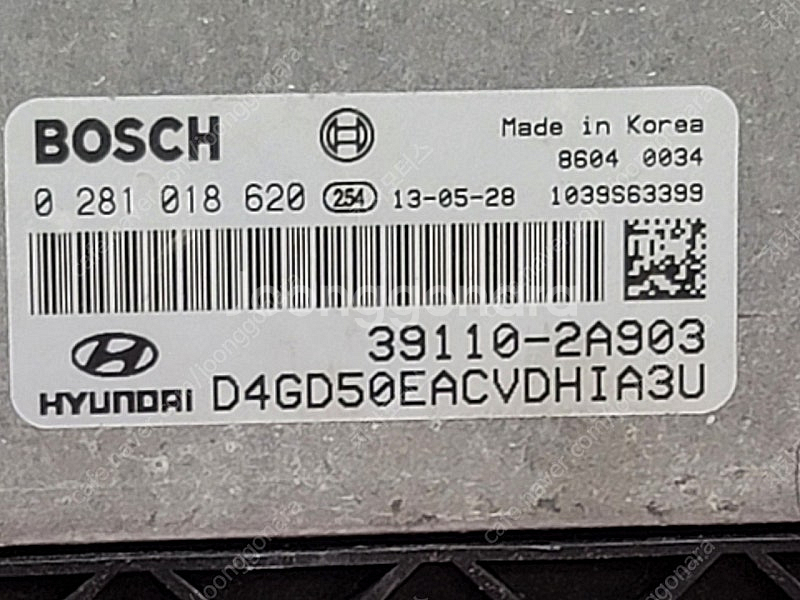 BOSCH
Made in Korea
8604 0034
0 281 018 620 254 13-05-28 1039S63399
39110-2A903
HYUNDAI D4GD50EACVDHIA3U
joonggonara